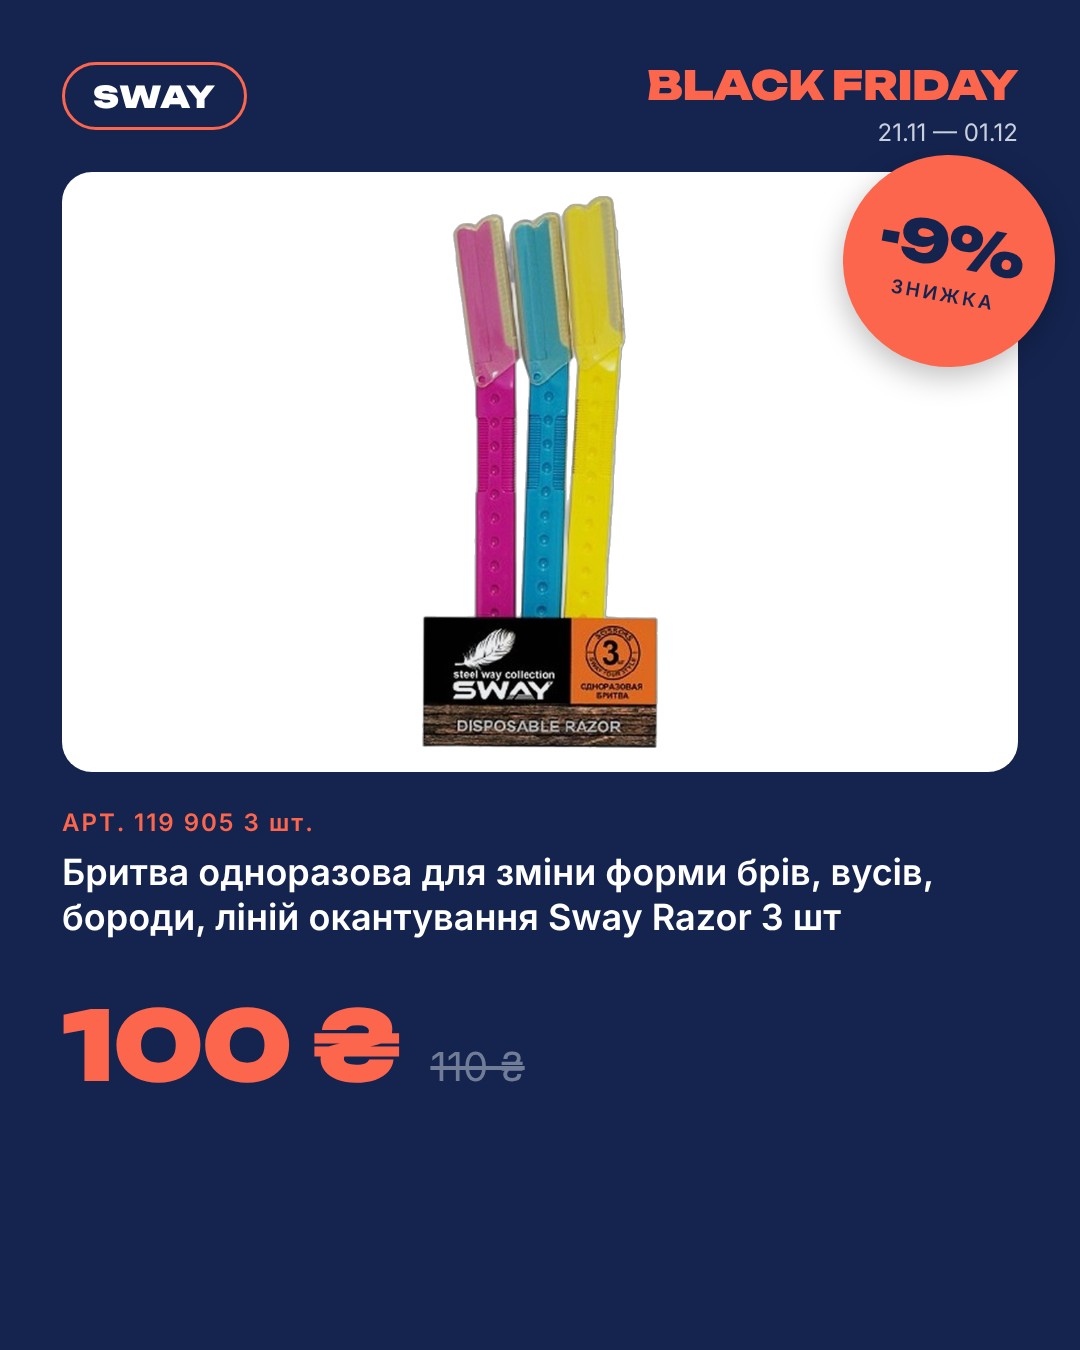 SWAY
BLACK FRIDAY
21.11 — 01.12
-9%
ЗНИЖКА
3
steel way collection
SWAY
ОДНОРАЗОВАЯ
БРИТВА
DISPOSABLE RAZOR
АРТ. 119 905 3 шт.
Бритва одноразова для зміни форми брів, вусів,
бороди, ліній окантування Sway Razor 3 шт
100 ₴
110 ₴